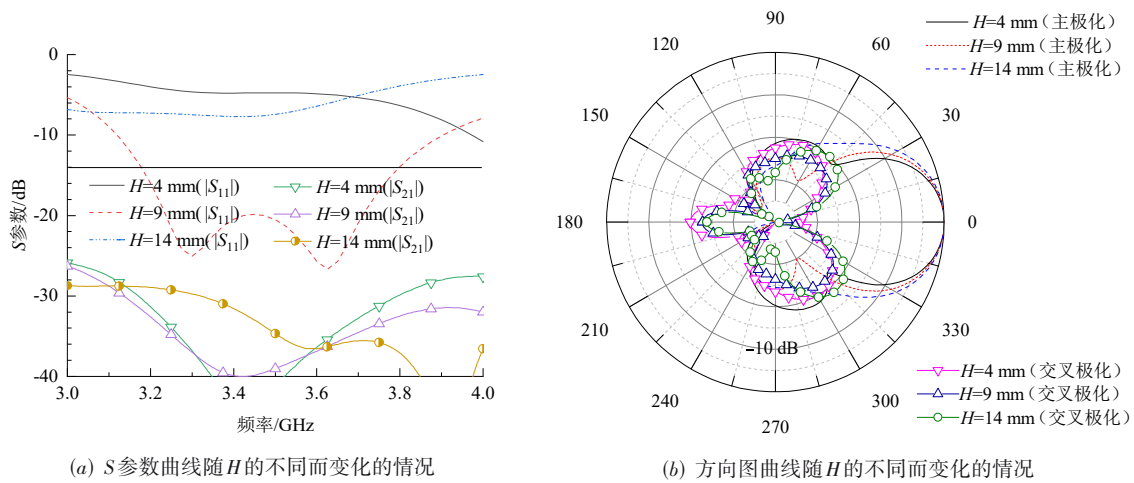 0
-10
-20
-30
-40
S参数/dB
H=4 mm(|S11|)
H=9 mm(|S11|)
H=14 mm(|S11|)
H=4 mm(|S21|)
H=9 mm(|S21|)
H=14 mm(|S21|)
3.0
3.2
3.4
3.6
3.8
4.0
频率/GHz
(a) S参数曲线随H的不同而变化的情况
90
120
60
150
30
180
0
210
330
240
300
270
-10 dB
H=4 mm（主极化）
H=9 mm（主极化）
H=14 mm（主极化）
H=4 mm（交叉极化）
H=9 mm（交叉极化）
H=14 mm（交叉极化）
(b) 方向图曲线随H的不同而变化的情况